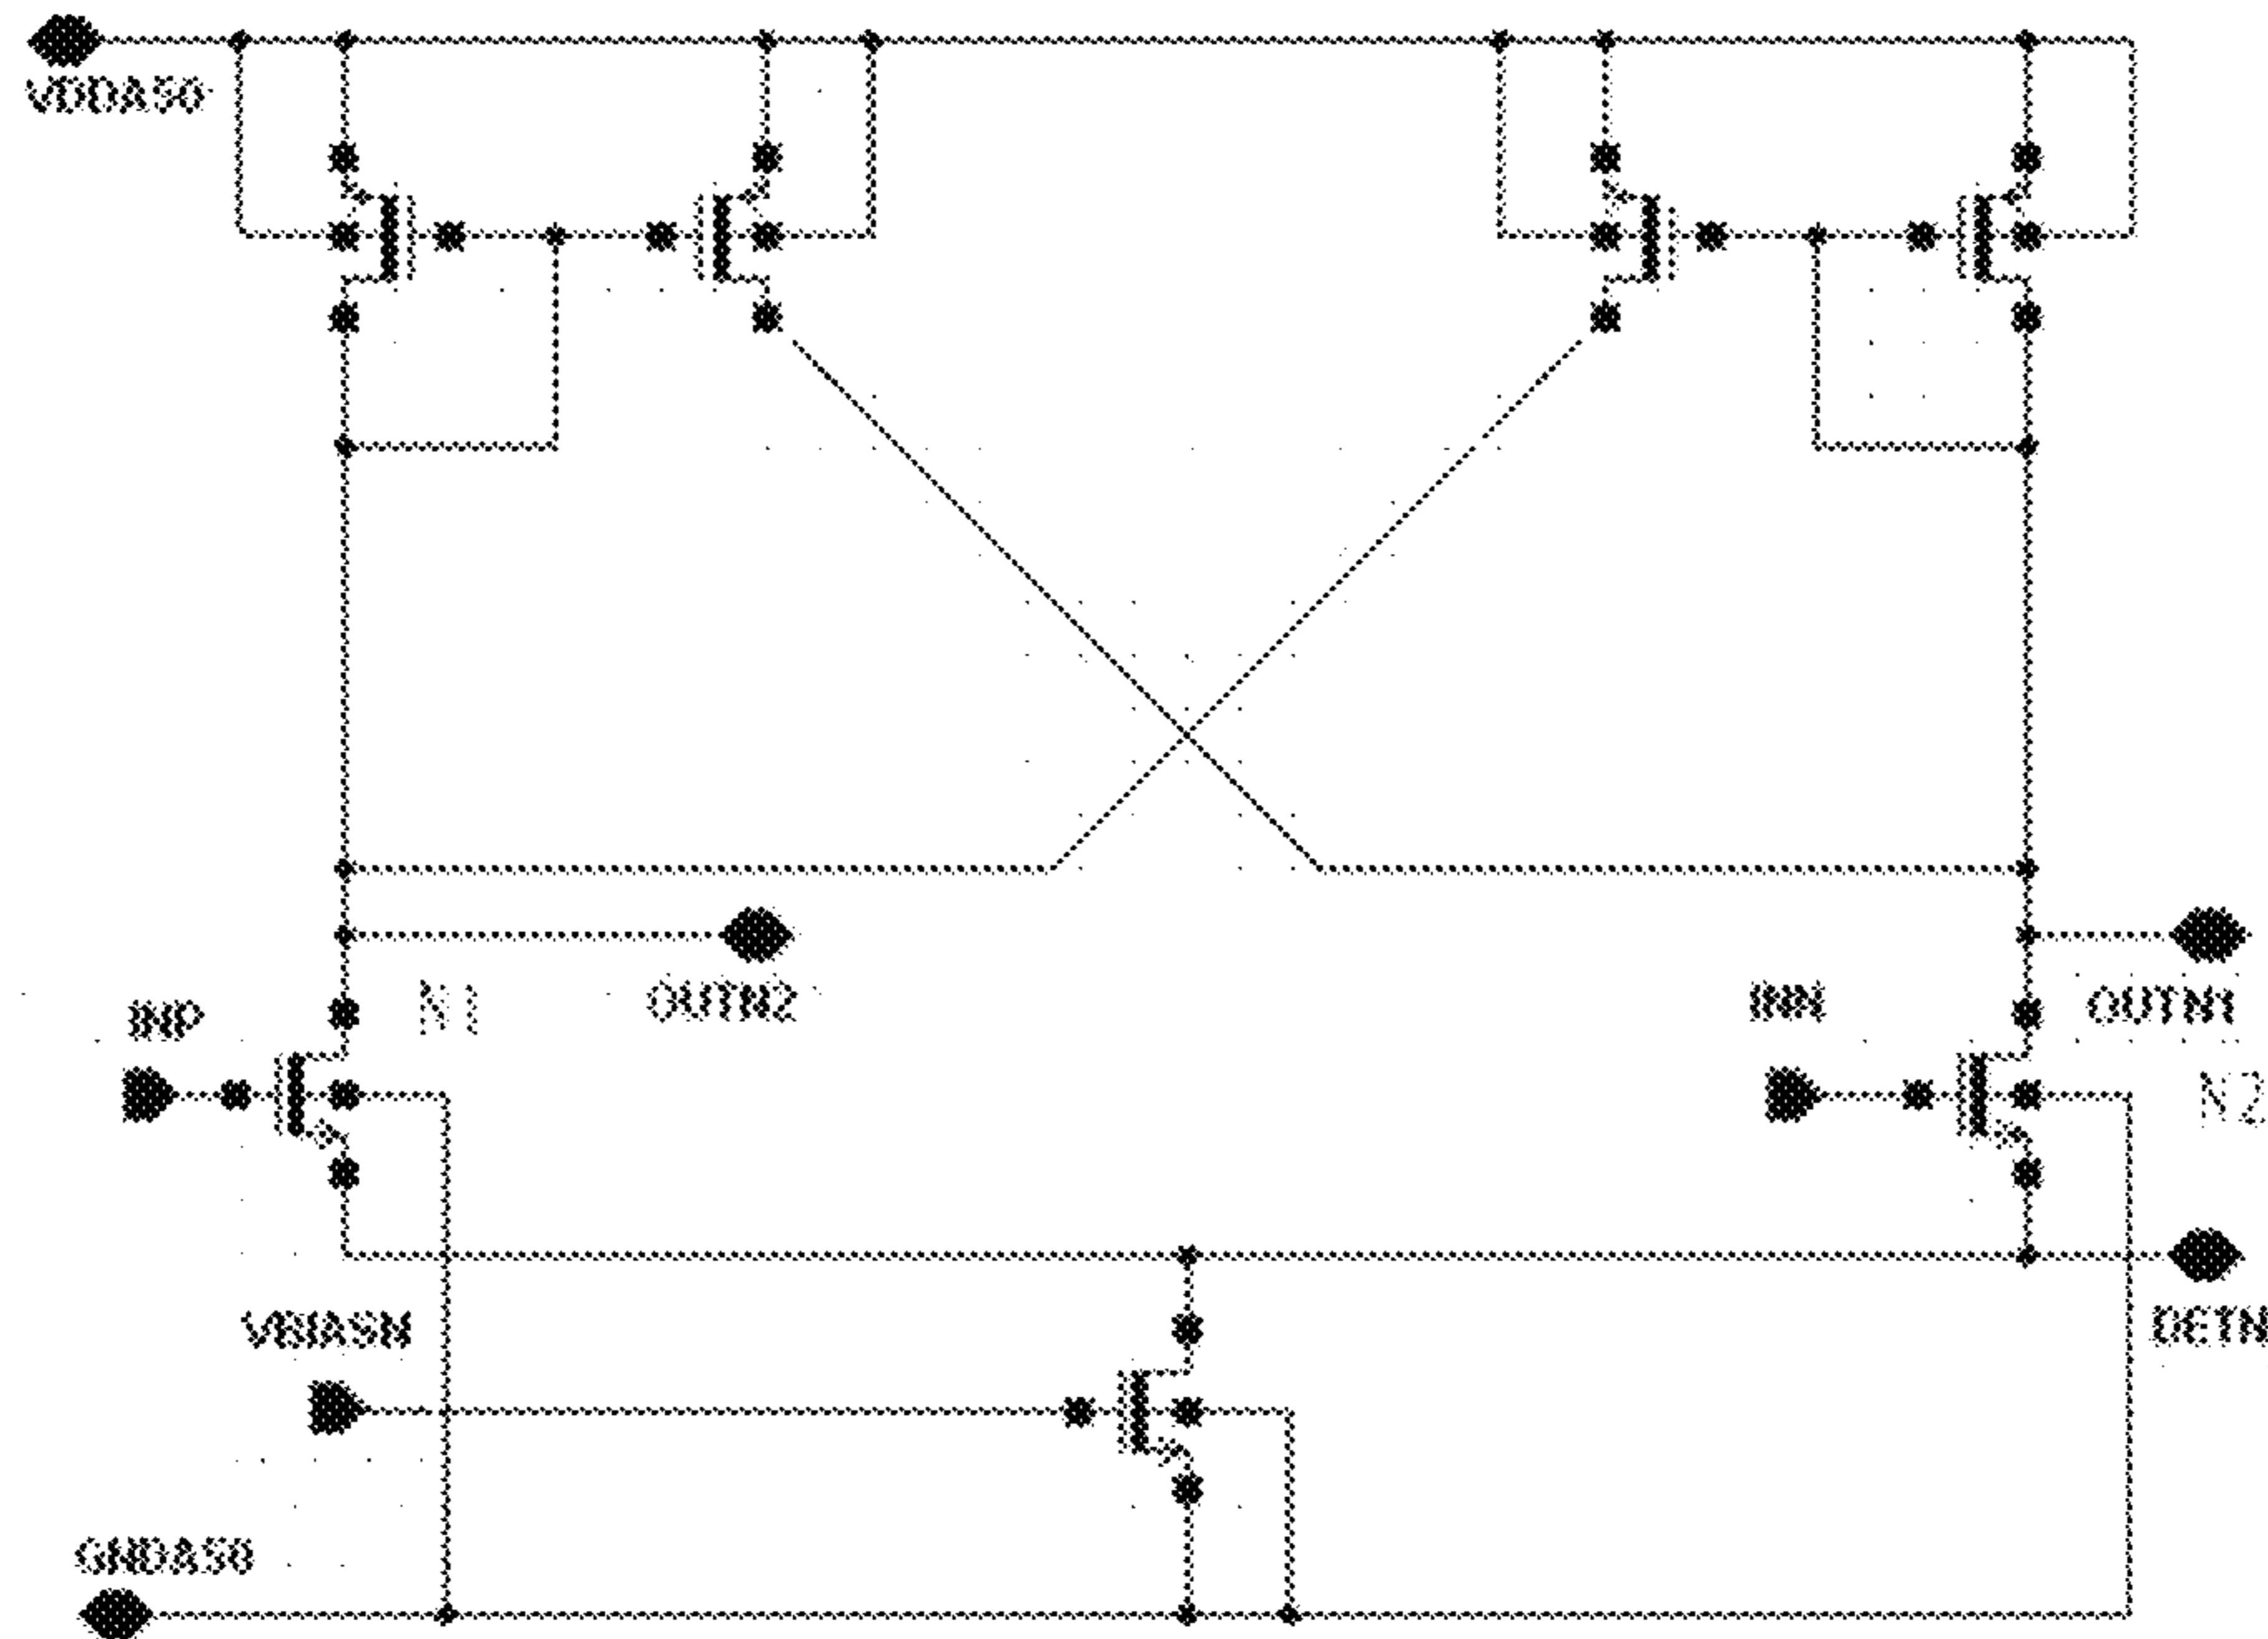 VDDA50
N1
OUTN2
INP
INN
OUTN1
N2
VBIASN
DETN
GNDA50